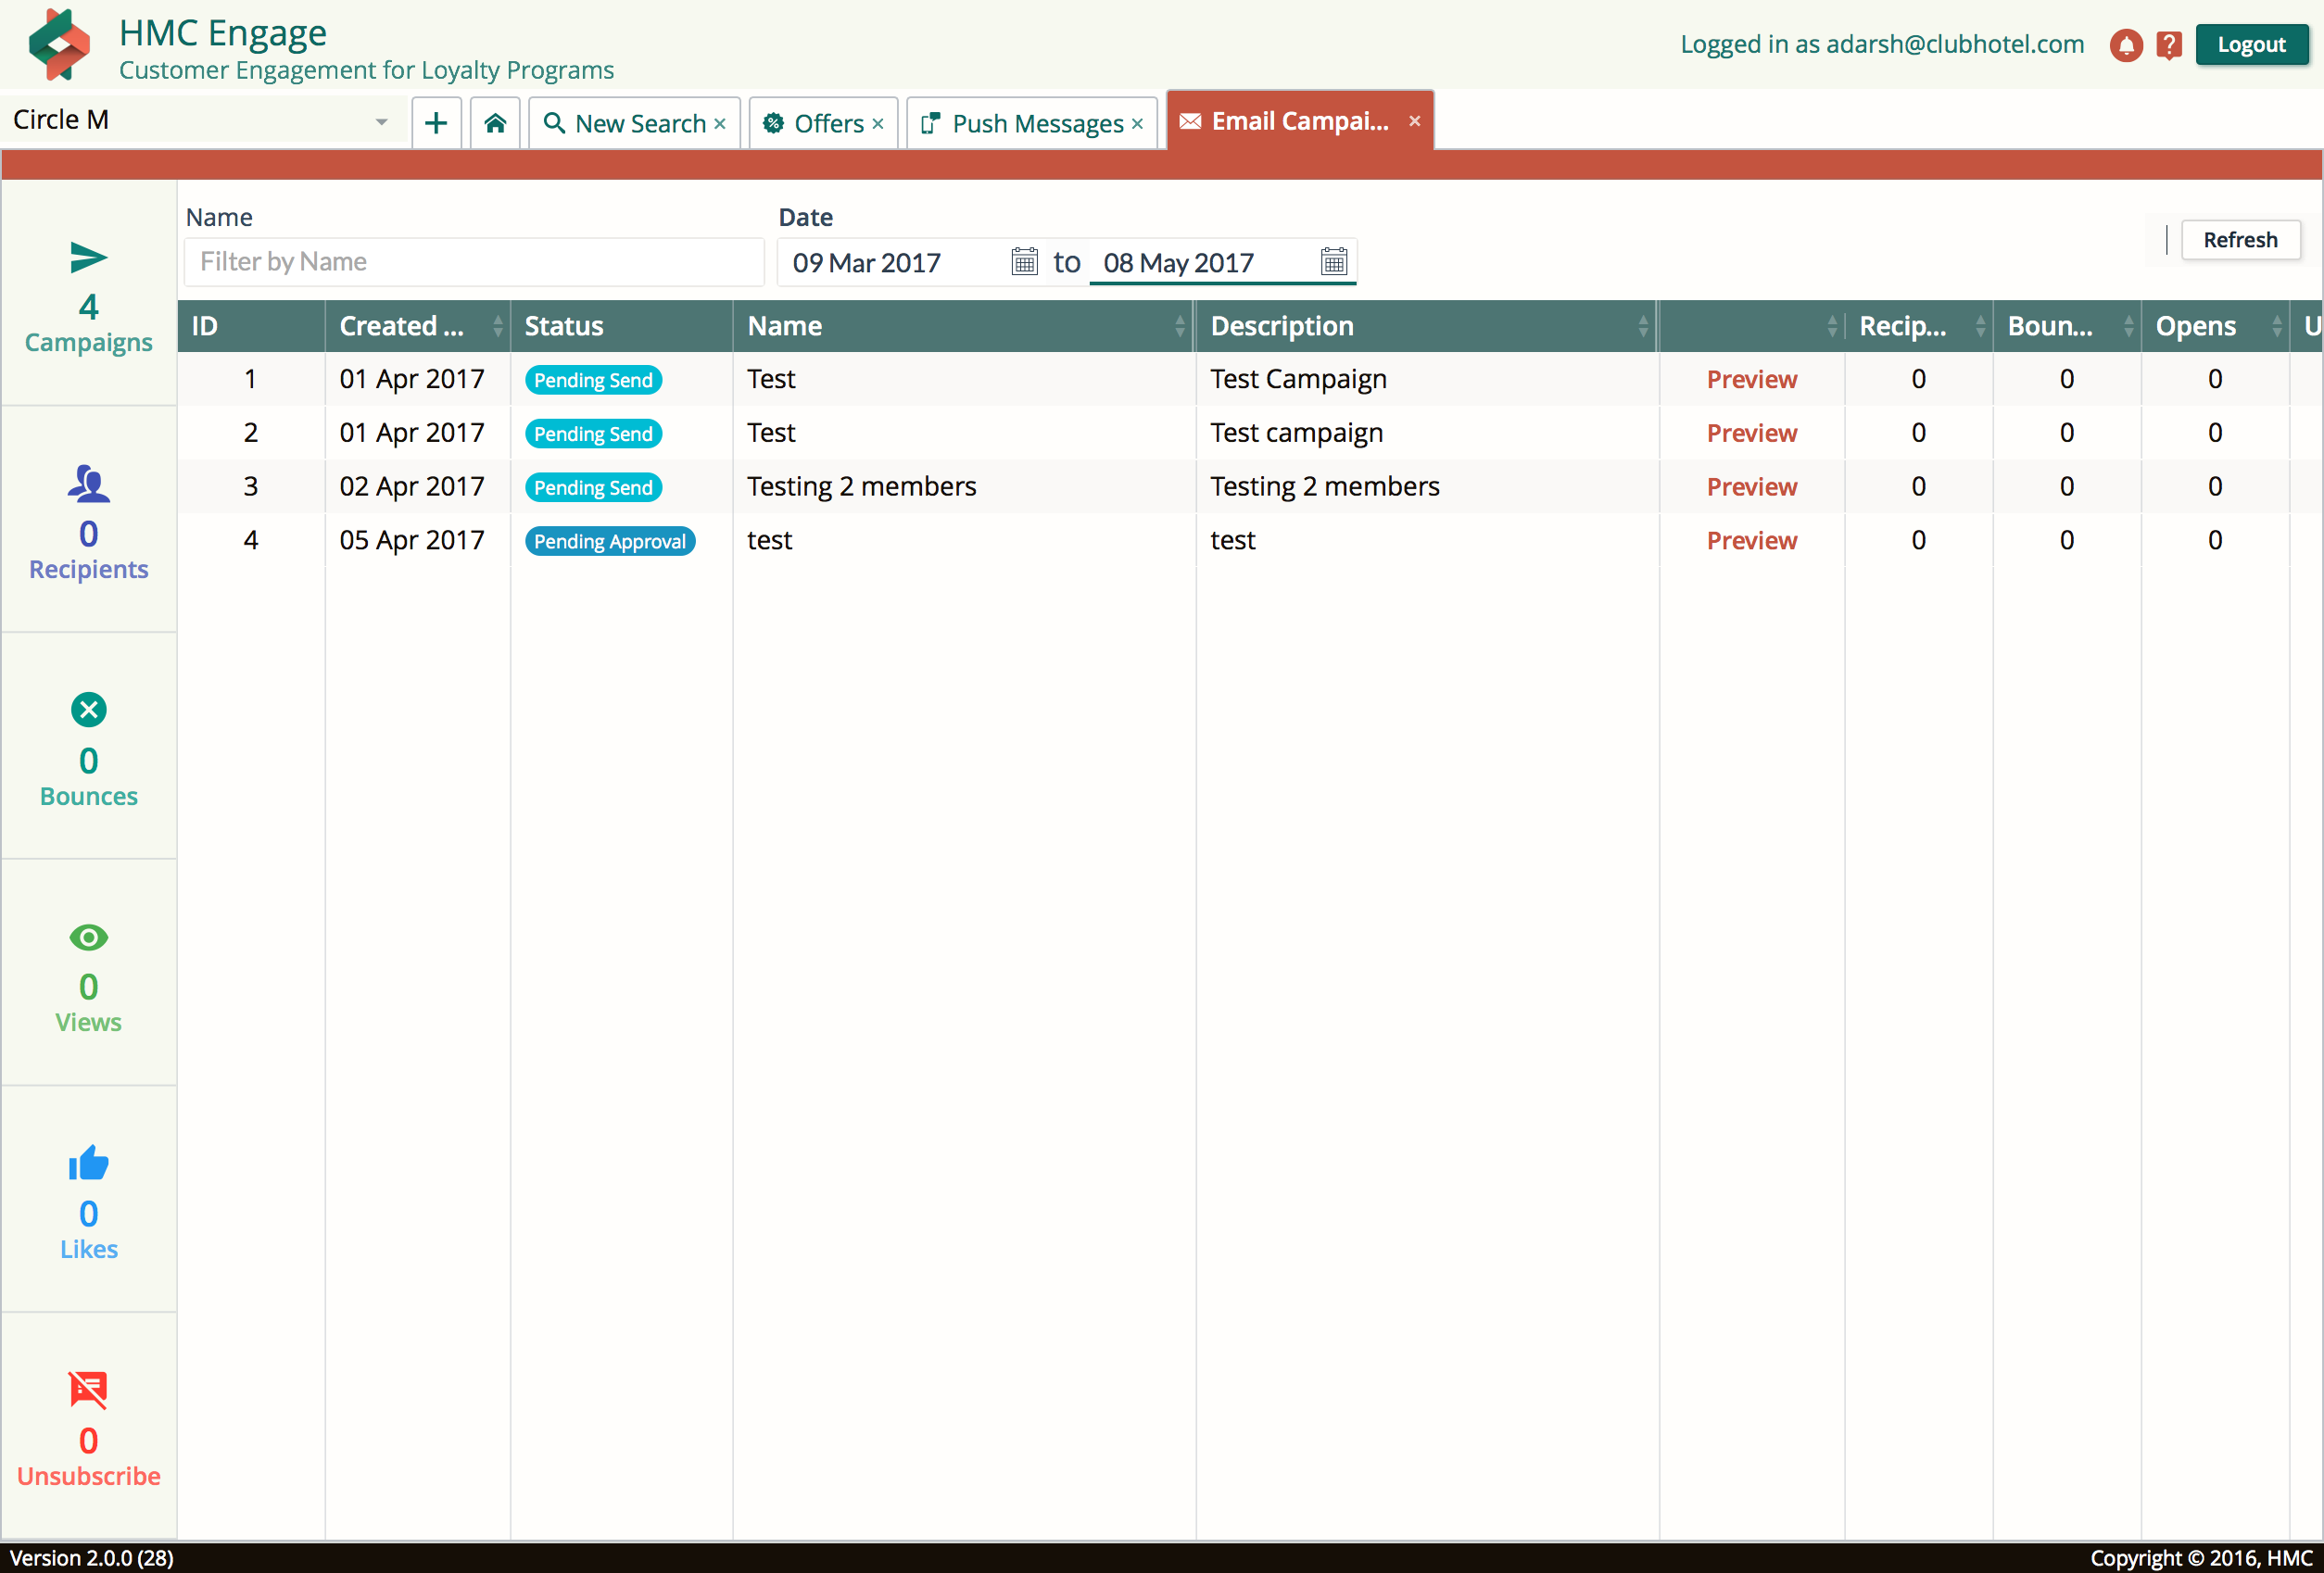 HMC Engage
Customer Engagement for Loyalty Programs
Logged in as adarsh@clubhotel.com
Logout
Circle M
New Search
Offers
Push Messages
Email Campai...
Name
Date
Filter by Name
09 Mar 2017
to
08 May 2017
Refresh
4
Campaigns
0
Recipients
0
Bounces
0
Views
0
Likes
0
Unsubscribe
ID Created ... Status Name Description Recip... Boun... Opens U
1 01 Apr 2017 Pending Send Test Test Campaign Preview 0 0 0
2 01 Apr 2017 Pending Send Test Test campaign Preview 0 0 0
3 02 Apr 2017 Pending Send Testing 2 members Testing 2 members Preview 0 0 0
4 05 Apr 2017 Pending Approval test test Preview 0 0 0
Version 2.0.0 (28)
Copyright © 2016, HMC